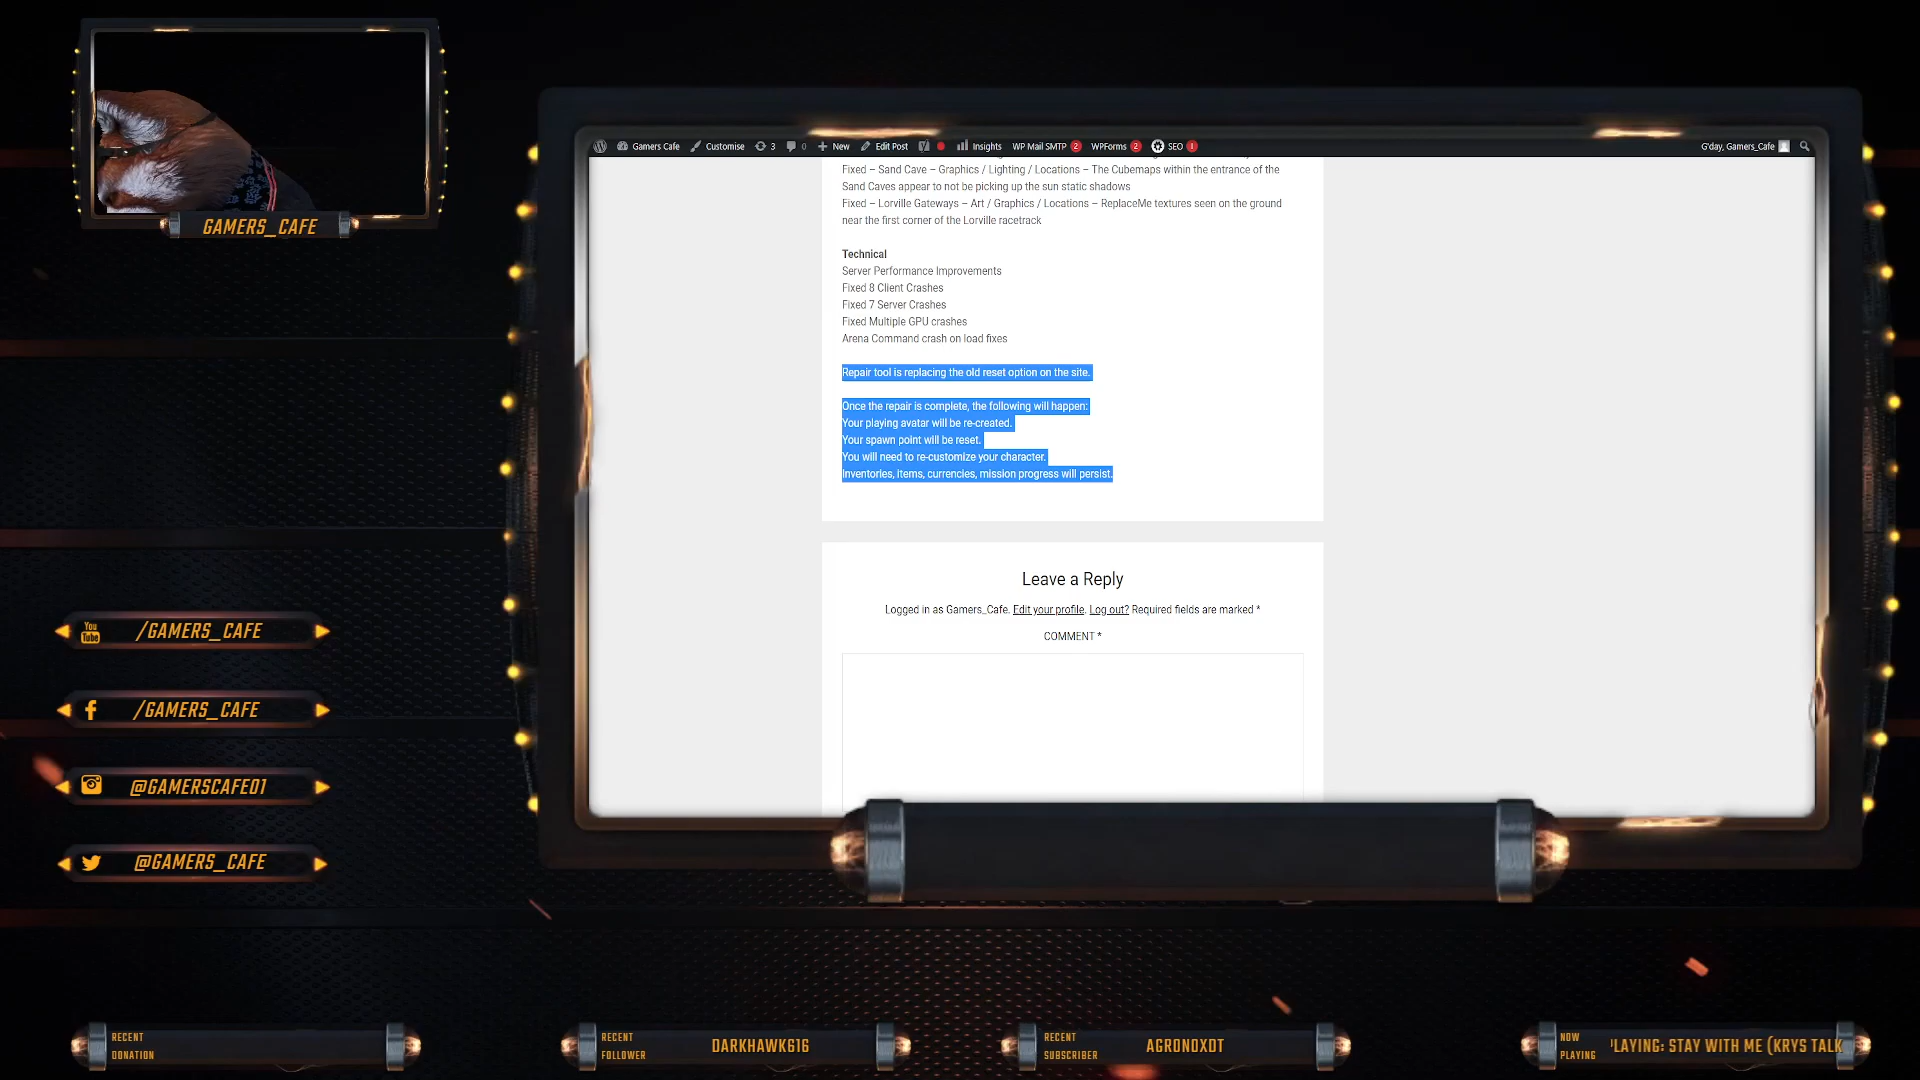 GAMERS_CAFE
Gamers Cafe Customise 3 0 New Edit Post Insights WP Mail SMTP 2 WPForms 2 SEO 1 G'day, Gamers_Cafe
Fixed – Sand Cave – Graphics / Lighting / Locations – The Cubemaps within the entrance of the
Sand Caves appear to not be picking up the sun static shadows
Fixed – Lorville Gateways – Art / Graphics / Locations – ReplaceMe textures seen on the ground
near the first corner of the Lorville racetrack
Technical
Server Performance Improvements
Fixed 8 Client Crashes
Fixed 7 Server Crashes
Fixed Multiple GPU crashes
Arena Command crash on load fixes
Repair tool is replacing the old reset option on the site.
Once the repair is complete, the following will happen:
Your playing avatar will be re-created.
Your spawn point will be reset.
You will need to re-customize your character.
Inventories, items, currencies, mission progress will persist.
Leave a Reply
Logged in as Gamers_Cafe. Edit your profile. Log out? Required fields are marked *
COMMENT *
You Tube /GAMERS_CAFE
/GAMERS_CAFE
@GAMERSCAFE01
@GAMERS_CAFE
RECENT DONATION
RECENT FOLLOWER DARKHAWK616
RECENT SUBSCRIBER AGRONOXDT
NOW PLAYING LAYING: STAY WITH ME (KRYS TALK